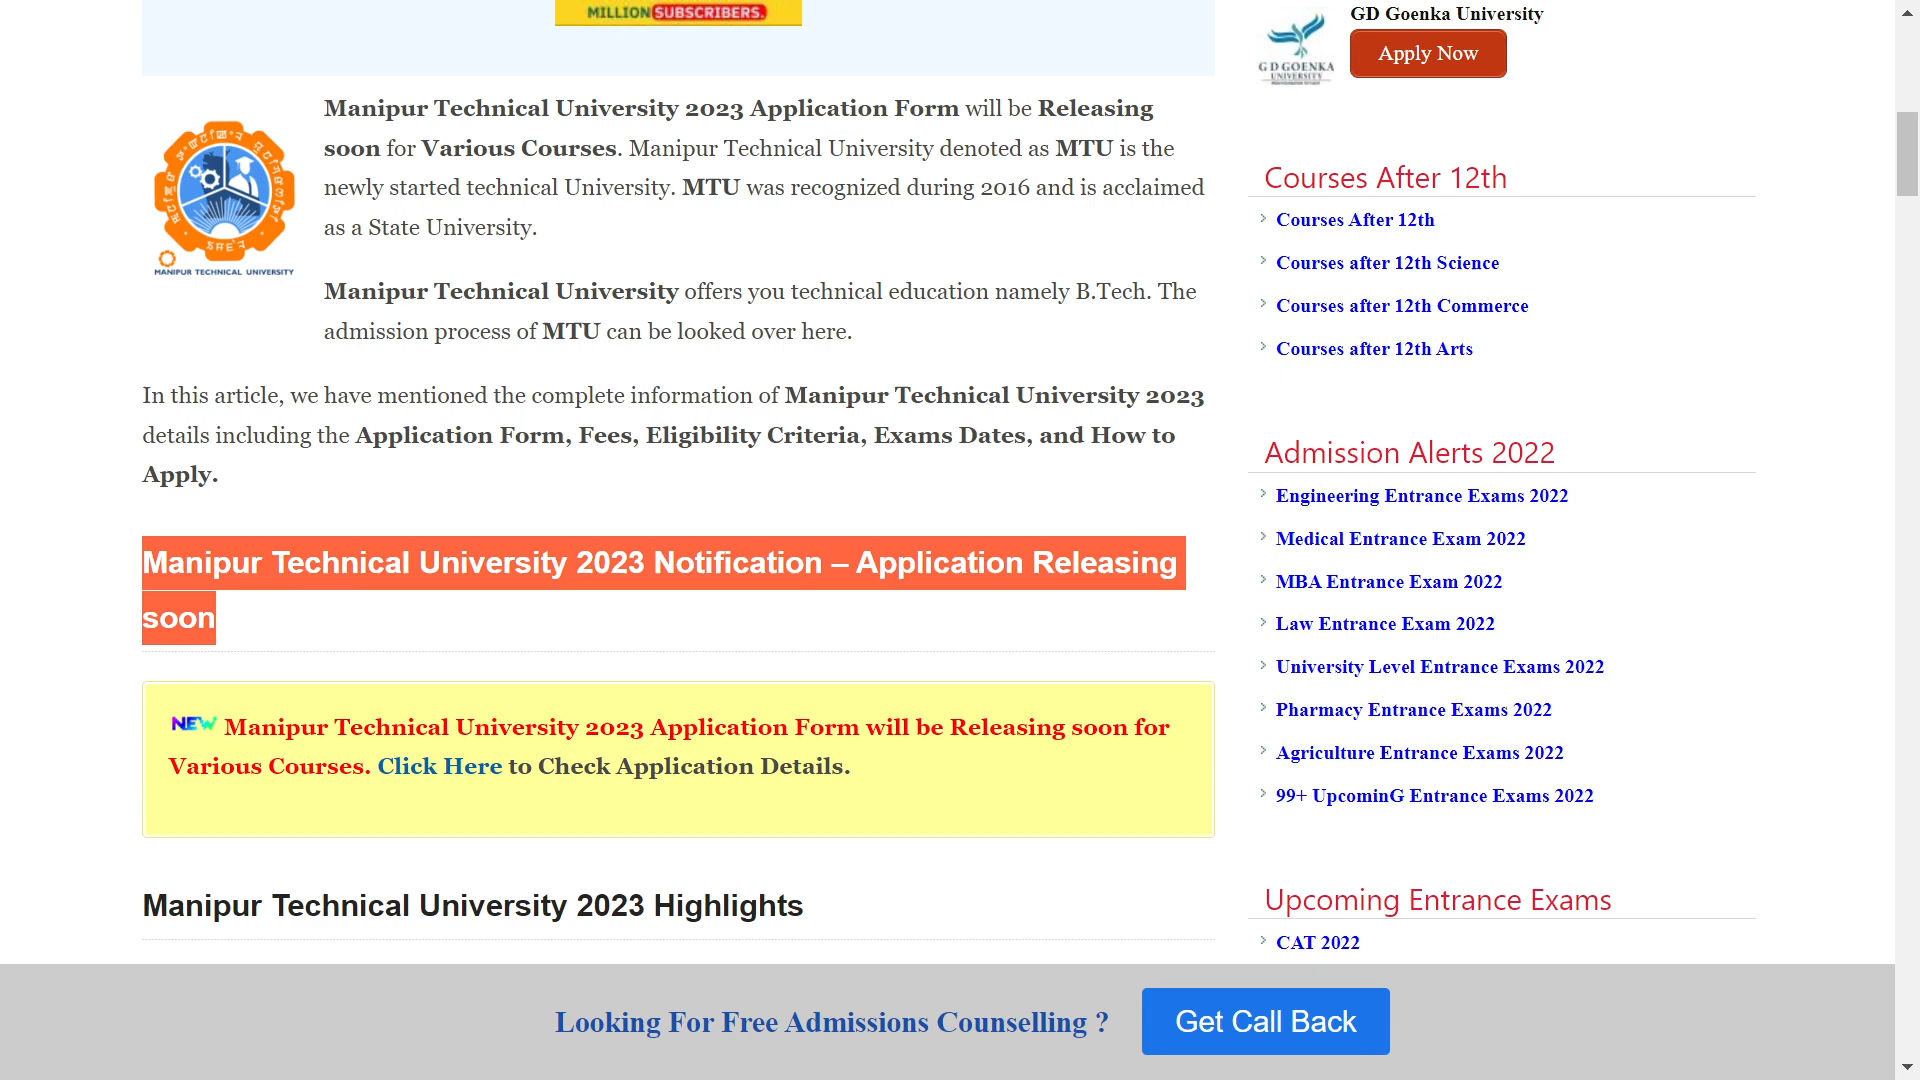 MILLION SUBSCRIBERS.
GD Goenka University
G D GOENKA
UNIVERSITY
Apply Now
Manipur Technical University 2023 Application Form will be Releasing
soon for Various Courses. Manipur Technical University denoted as MTU is the
newly started technical University. MTU was recognized during 2016 and is acclaimed
as a State University.
MANIPUR TECHNICAL UNIVERSITY
Manipur Technical University offers you technical education namely B.Tech. The
admission process of MTU can be looked over here.
In this article, we have mentioned the complete information of Manipur Technical University 2023
details including the Application Form, Fees, Eligibility Criteria, Exams Dates, and How to
Apply.
Manipur Technical University 2023 Notification – Application Releasing
soon
NEW Manipur Technical University 2023 Application Form will be Releasing soon for
Various Courses. Click Here to Check Application Details.
Manipur Technical University 2023 Highlights
Courses After 12th
Courses After 12th
Courses after 12th Science
Courses after 12th Commerce
Courses after 12th Arts
Admission Alerts 2022
Engineering Entrance Exams 2022
Medical Entrance Exam 2022
MBA Entrance Exam 2022
Law Entrance Exam 2022
University Level Entrance Exams 2022
Pharmacy Entrance Exams 2022
Agriculture Entrance Exams 2022
99+ UpcominG Entrance Exams 2022
Upcoming Entrance Exams
CAT 2022
Looking For Free Admissions Counselling ?
Get Call Back